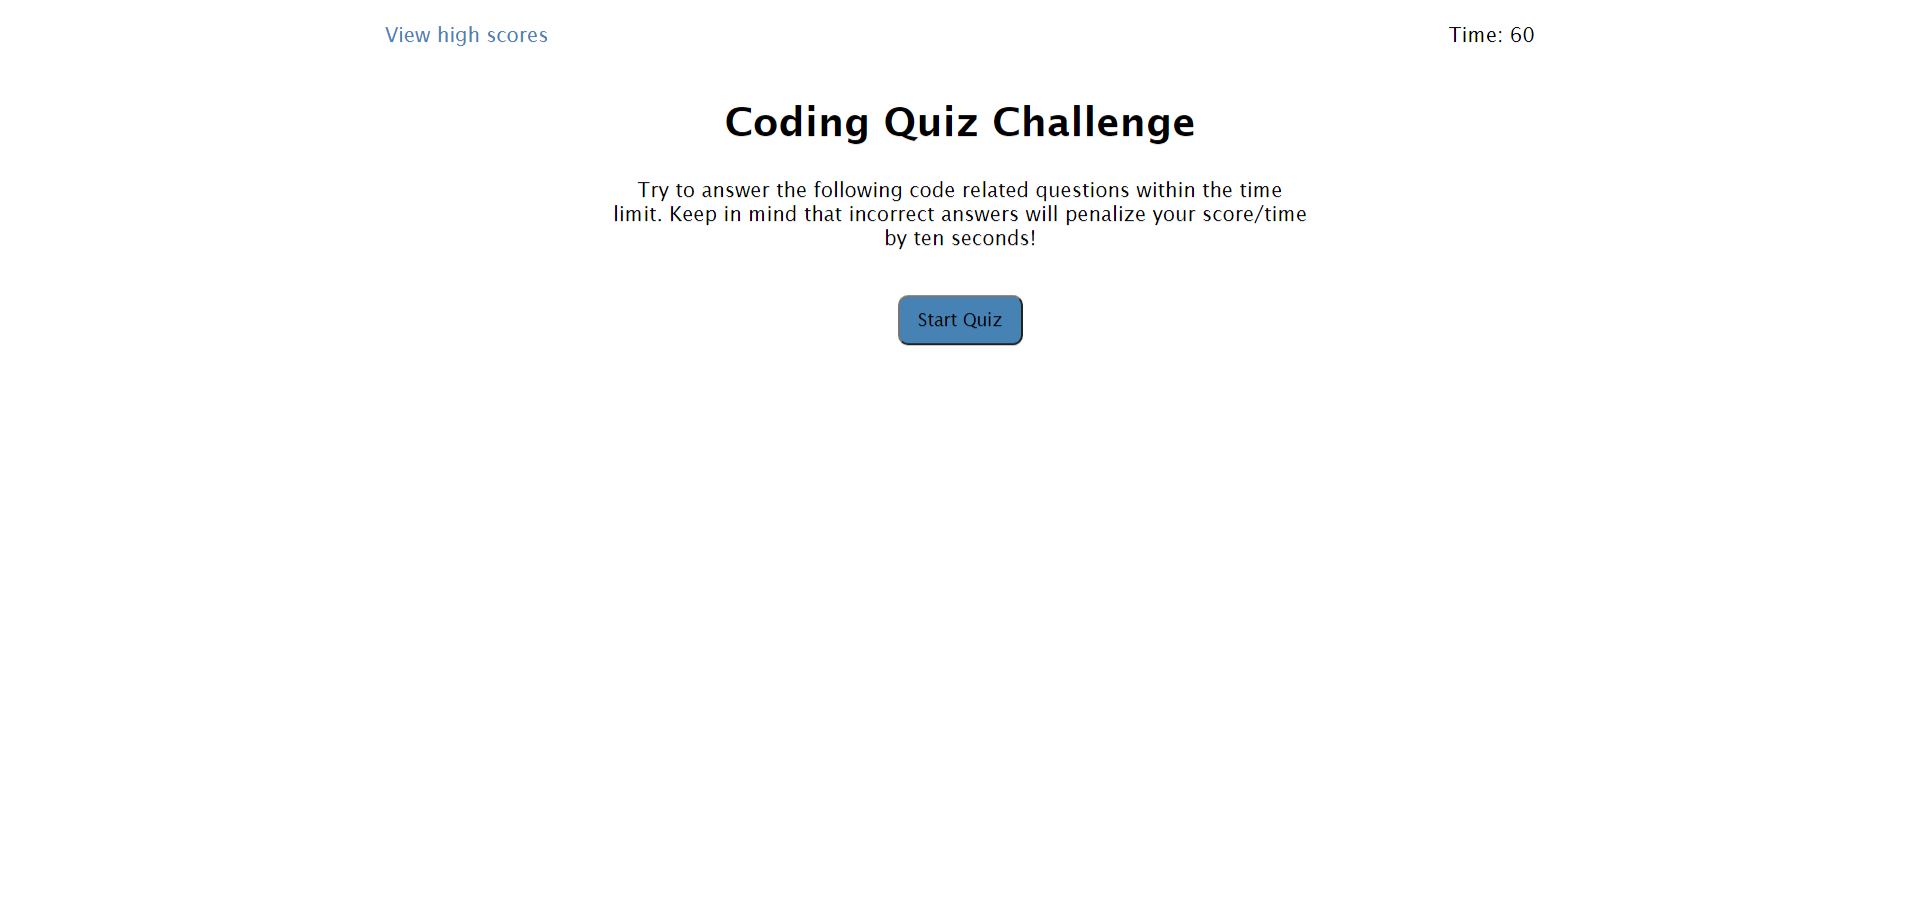 View high scores
Time: 60
Coding Quiz Challenge
Try to answer the following code related questions within the time
limit. Keep in mind that incorrect answers will penalize your score/time
by ten seconds!
Start Quiz